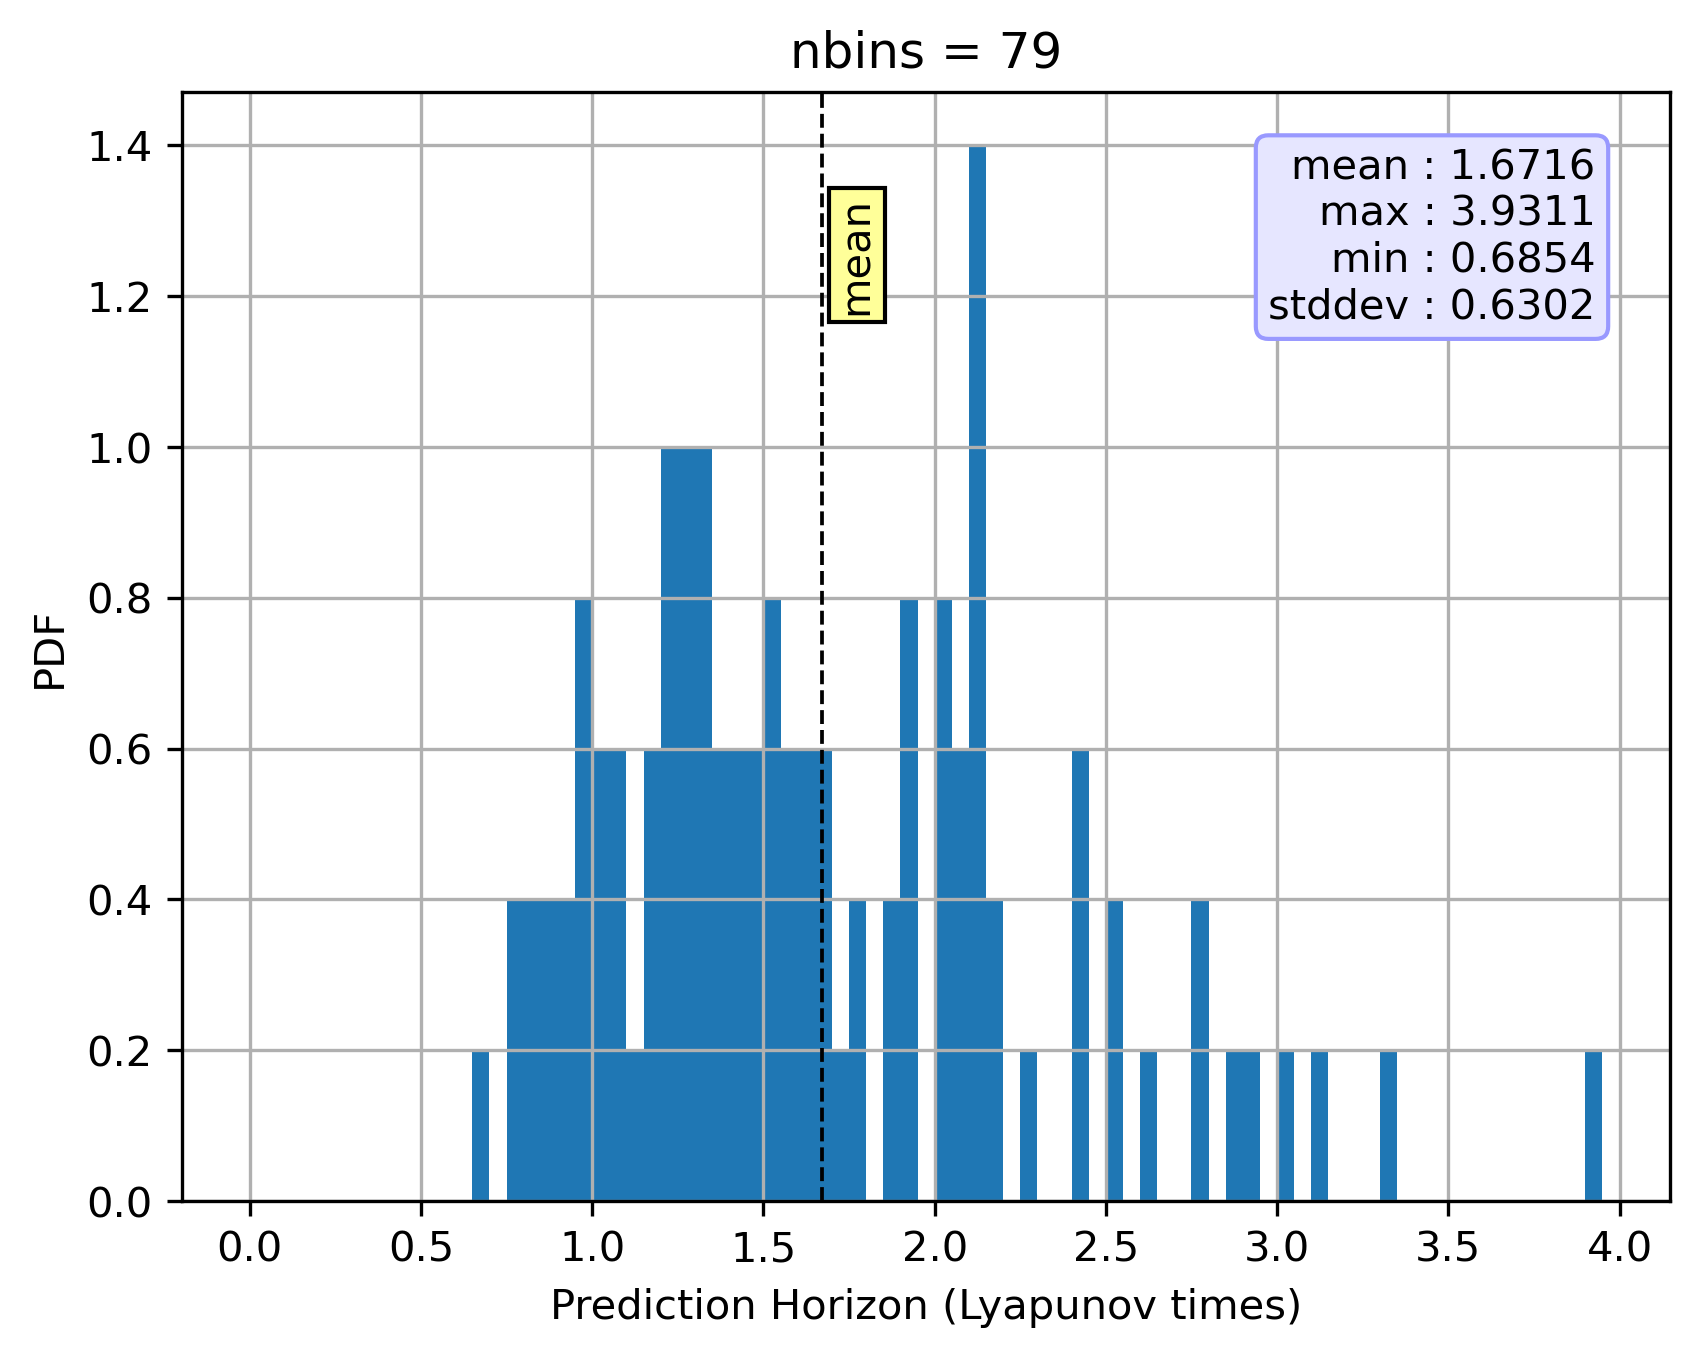 nbins = 79
mean : 1.6716
max : 3.9311
min : 0.6854
stddev : 0.6302
mean
PDF
1.4
1.2
1.0
0.8
0.6
0.4
0.2
0.0
0.0 0.5 1.0 1.5 2.0 2.5 3.0 3.5 4.0
Prediction Horizon (Lyapunov times)